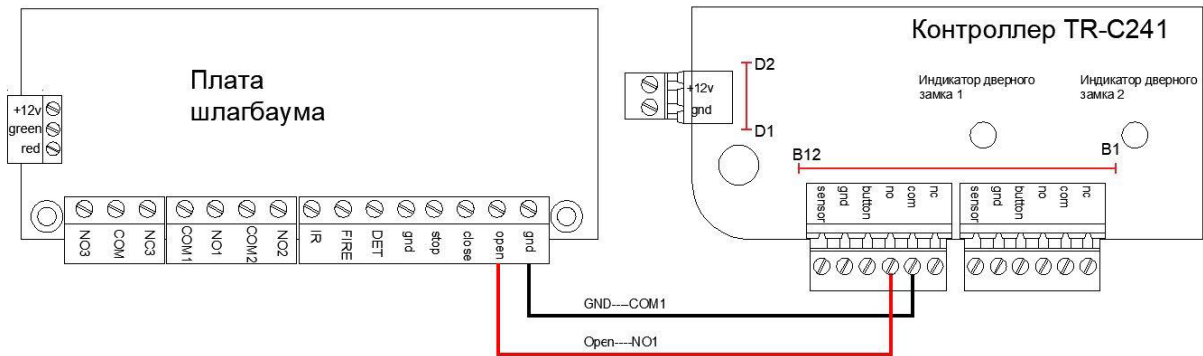 Плата
шлагбаума
+12v
green
red
NO3
COM
NC3
COM1
NO1
COM2
NO2
IR
FIRE
DET
gnd
stop
close
open
gnd
Контроллер TR-C241
D2
+12v
gnd
D1
Индикатор дверного
замка 1
Индикатор дверного
замка 2
B12
B1
sensor
gnd
button
no
com
nc
sensor
gnd
button
no
com
nc
GND----COM1
Open----NO1